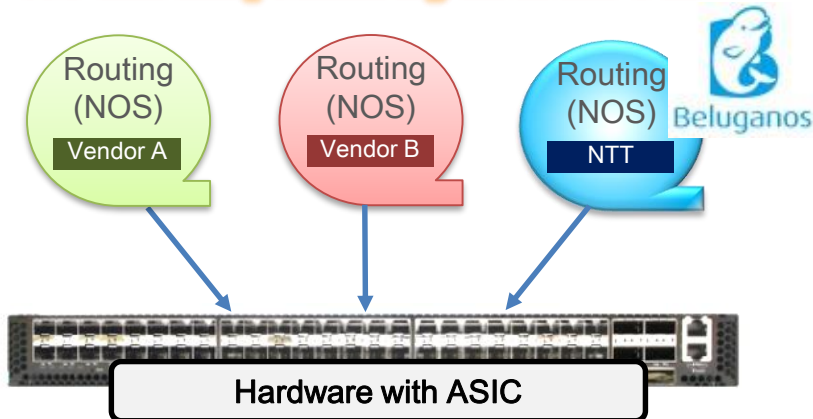 Routing
(NOS)
Vendor A
Routing
(NOS)
Vendor B
Routing
(NOS)
NTT
Beluganos
Hardware with ASIC